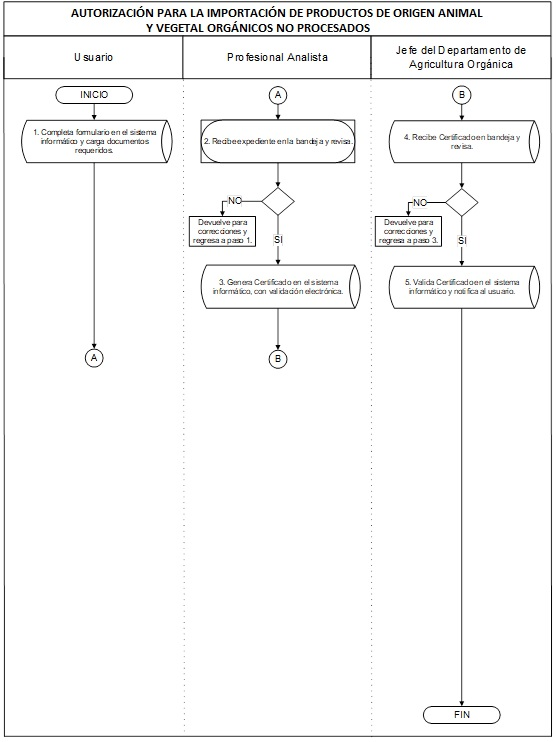 AUTORIZACIÓN PARA LA IMPORTACIÓN DE PRODUCTOS DE ORIGEN ANIMAL
Y VEGETAL ORGÁNICOS NO PROCESADOS
Usuario
Profesional Analista
Jefe del Departamento de
Agricultura Orgánica
INICIO
1. Completa formulario en el sistema
informático y carga documentos
requeridos.
A
A
2. Recibe expediente en la bandeja y revisa.
NO
Devuelve para
correcciones y
regresa a paso 1.
SI
3. Genera Certificado en el sistema
informático, con validación electrónica.
B
B
4. Recibe Certificado en bandeja y
revisa.
NO
Devuelve para
correcciones y
regresa a paso 3.
SI
5. Valida Certificado en el sistema
informático y notifica al usuario.
FIN